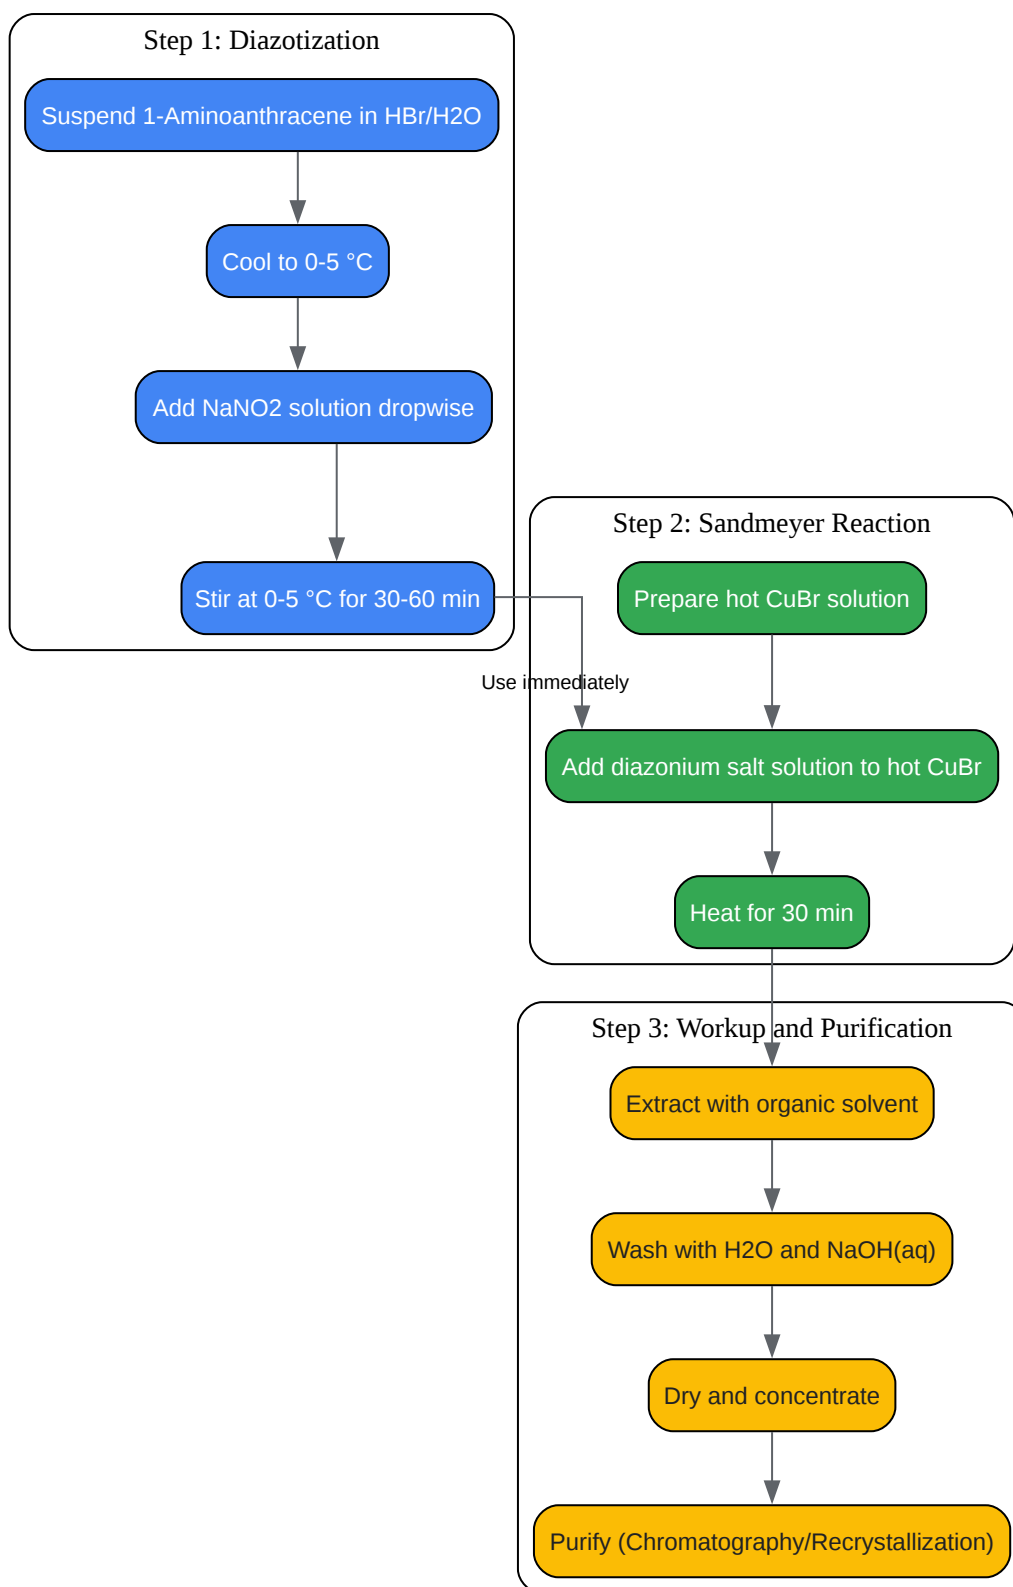 Step 1: Diazotization
Suspend 1-Aminoanthracene in HBr/H2O
Cool to 0-5 °C
Add NaNO2 solution dropwise
Stir at 0-5 °C for 30-60 min
Use immediately
Step 2: Sandmeyer Reaction
Prepare hot CuBr solution
Add diazonium salt solution to hot CuBr
Heat for 30 min
Step 3: Workup and Purification
Extract with organic solvent
Wash with H2O and NaOH(aq)
Dry and concentrate
Purify (Chromatography/Recrystallization)